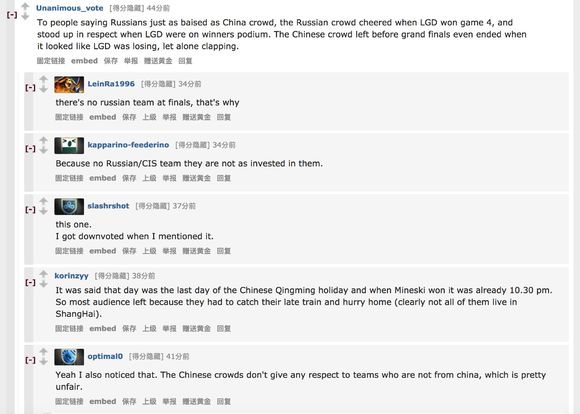 [-] Unanimous_vote [得分隐藏] 44分前
To people saying Russians just as baised as China crowd, the Russian crowd cheered when LGD won game 4, and
stood up in respect when LGD were on winners podium. The Chinese crowd left before grand finals even ended when
it looked like LGD was losing, let alone clapping.
固定链接 embed 保存 举报 赠送黄金 回复
[-] LeinRa1996 [得分隐藏] 34分前
there's no russian team at finals, that's why
固定链接 embed 保存 上级 举报 赠送黄金 回复
[-] kapparino-feederino [得分隐藏] 34分前
Because no Russian/CIS team they are not as invested in them.
固定链接 embed 保存 上级 举报 赠送黄金 回复
[-] slashrshot [得分隐藏] 37分前
this one.
I got downvoted when I mentioned it.
固定链接 embed 保存 上级 举报 赠送黄金 回复
[-] korinzyy [得分隐藏] 38分前
It was said that day was the last day of the Chinese Qingming holiday and when Mineski won it was already 10.30 pm.
So most audience left because they had to catch their late train and hurry home (clearly not all of them live in
ShangHai).
固定链接 embed 保存 上级 举报 赠送黄金 回复
[-] optimal0 [得分隐藏] 41分前
Yeah I also noticed that. The Chinese crowds don't give any respect to teams who are not from china, which is pretty
unfair.
固定链接 embed 保存 上级 举报 赠送黄金 回复